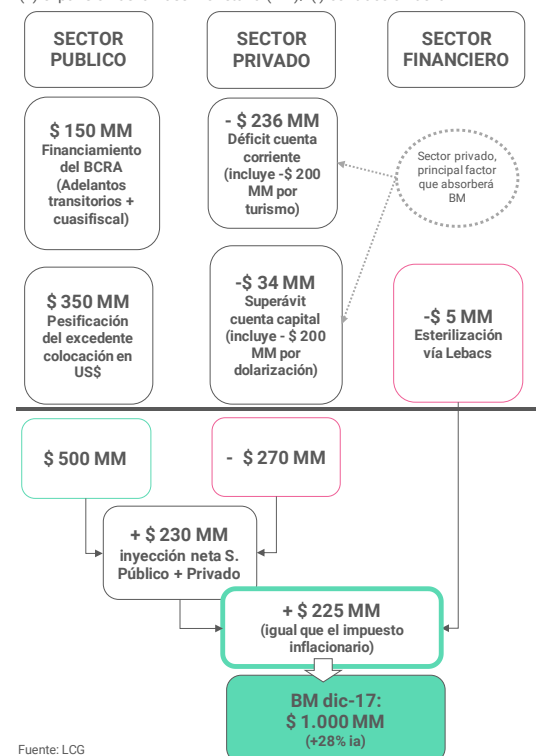 SECTOR
PUBLICO
SECTOR
PRIVADO
SECTOR
FINANCIERO
$ 150 MM
Financiamiento
del BCRA
(Adelantos
transitorios +
cuasifiscal)
- $ 236 MM
Déficit cuenta
corriente
(incluye -$ 200
MM por
turismo)
Sector privado,
principal factor
que absorberá
BM
$ 350 MM
Pesificación
del excedente
colocación en
US$
-$ 34 MM
Superávit
cuenta capital
(incluye - $ 200
MM por
dolarización)
-$ 5 MM
Esterilización
vía Lebacs
$ 500 MM
- $ 270 MM
+ $ 230 MM
inyección neta S.
Público + Privado
+ $ 225 MM
(igual que el impuesto
inflacionario)
BM dic-17:
$ 1.000 MM
(+28% ia)
Fuente: LCG